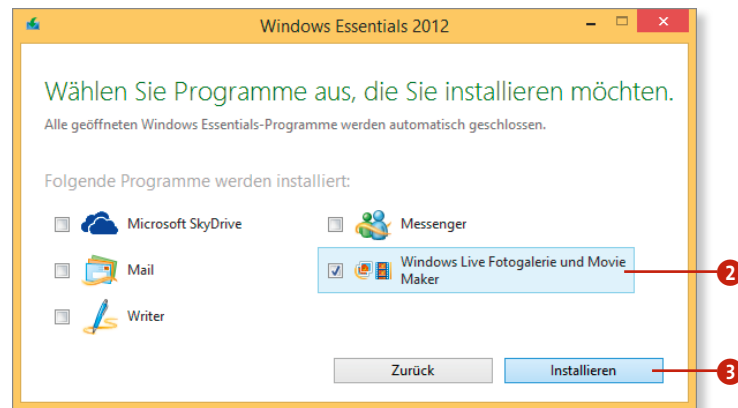 Windows Essentials 2012
Wählen Sie Programme aus, die Sie installieren möchten.
Alle geöffneten Windows Essentials-Programme werden automatisch geschlossen.
Folgende Programme werden installiert:
Microsoft SkyDrive
Messenger
Mail
Windows Live Fotogalerie und Movie
Maker
2
Writer
Zurück
Installieren
3